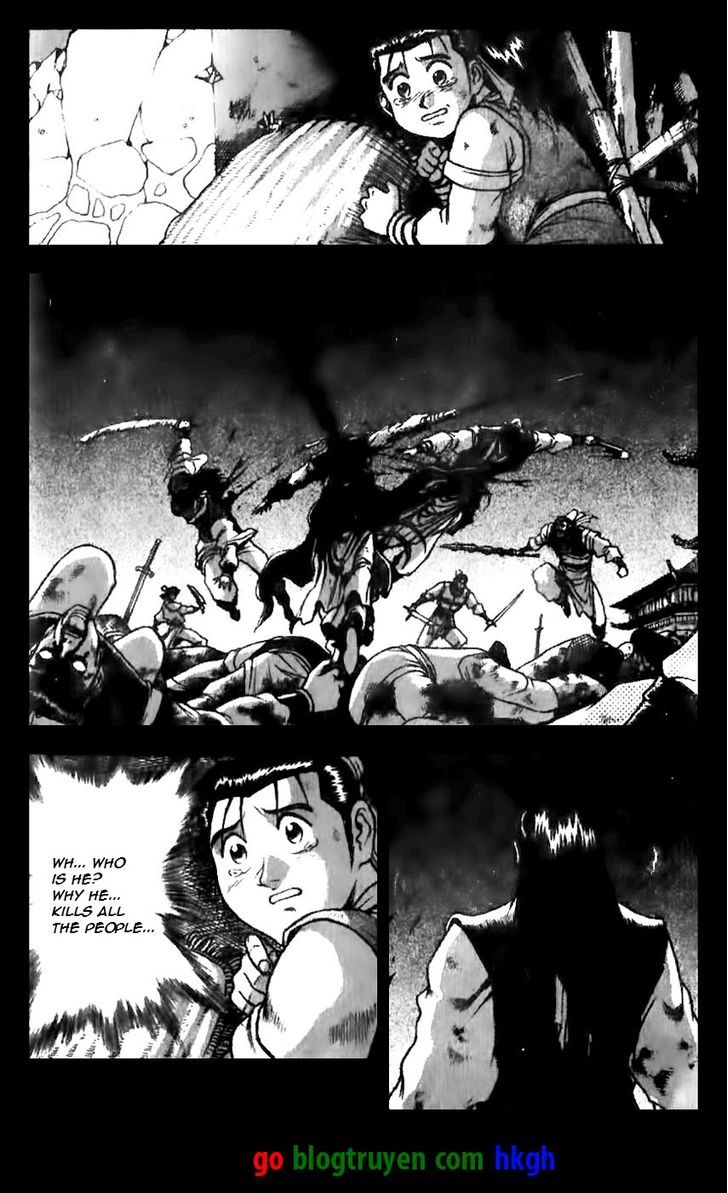 WH... WHO
IS HE?
WHY HE...
KILLS ALL
THE PEOPLE...
go blogtruyen com hkgh